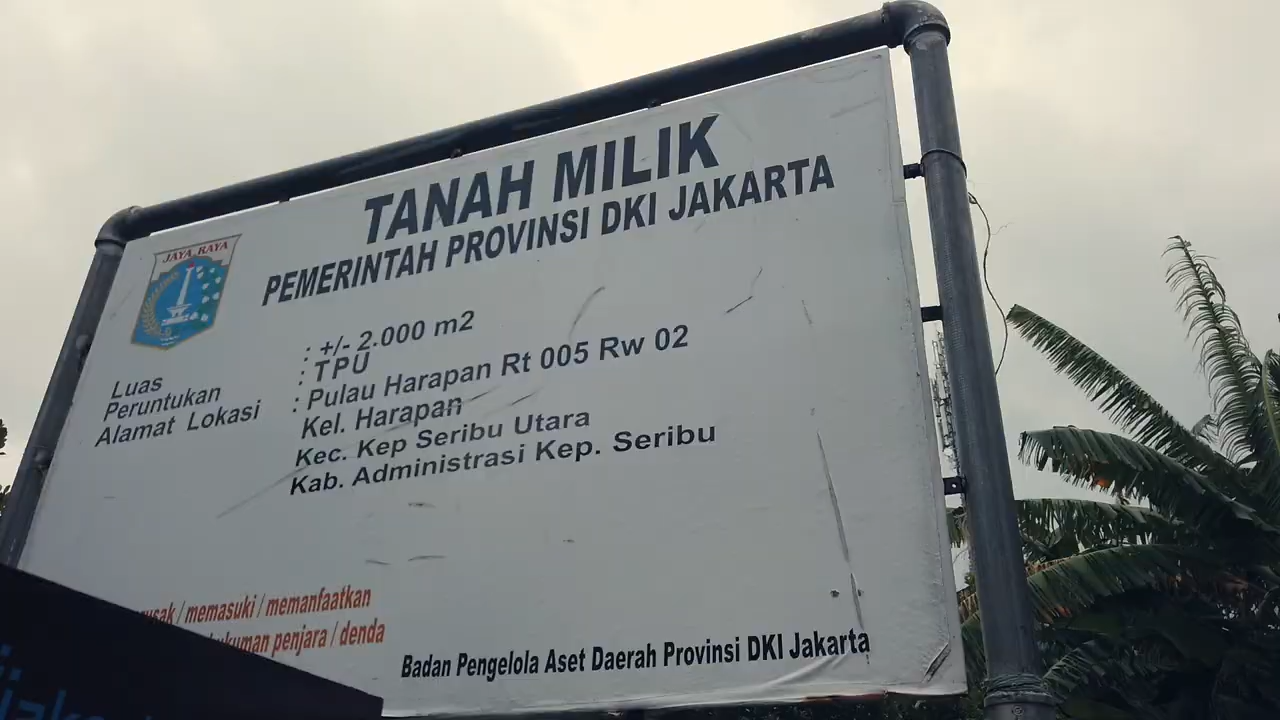 TANAH MILIK
PEMERINTAH PROVINSI DKI JAKARTA
JAYA RAYA
Luas : +/- 2.000 m2
Peruntukan : TPU
Alamat Lokasi : Pulau Harapan Rt 005 Rw 02
Kel. Harapan
Kec. Kep Seribu Utara
Kab. Administrasi Kep. Seribu
/ memasuki / memanfaatkan
penjara / denda
Badan Pengelola Aset Daerah Provinsi DKI Jakarta